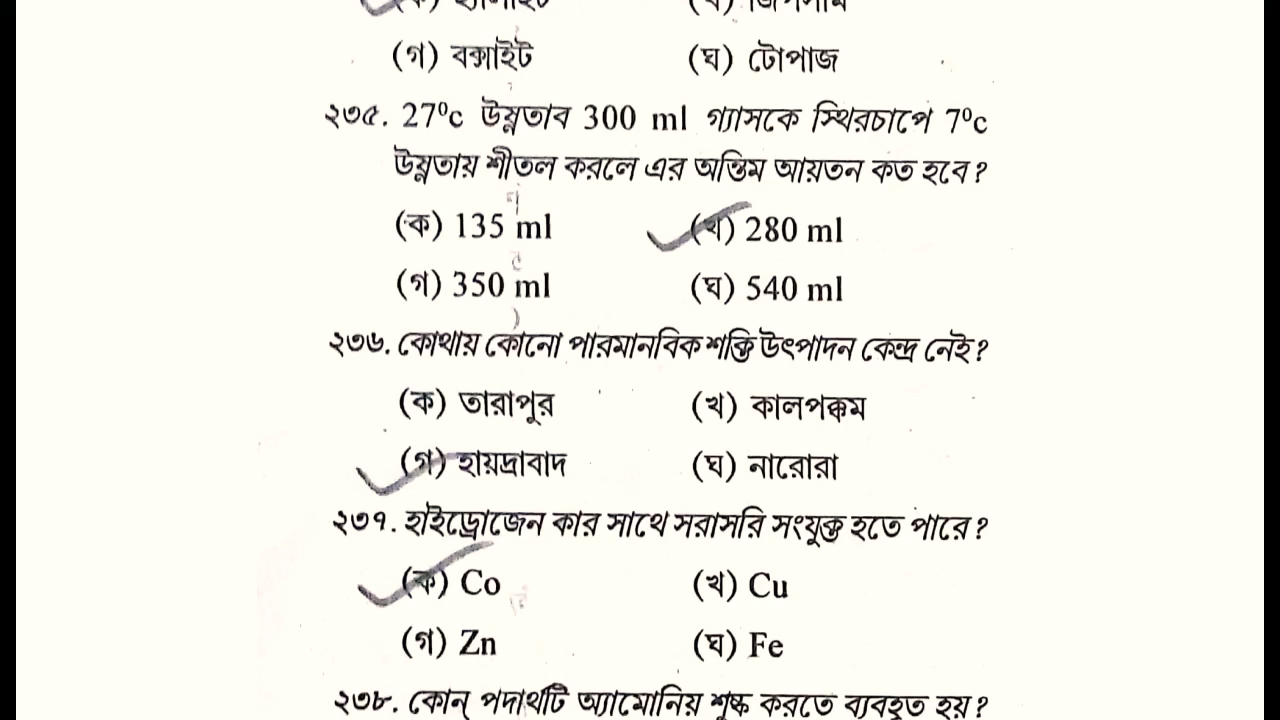 (গ) বক্সাইট (ঘ) টোপাজ
২৩৫. 27⁰c উষ্ণতাব 300 ml গ্যাসকে স্থিরচাপে 7⁰c
উষ্ণতায় শীতল করলে এর অন্তিম আয়তন কত হবে?
(ক) 135 ml (খ) 280 ml
(গ) 350 ml (ঘ) 540 ml
২৩৬. কোথায় কোনো পারমানবিক শক্তি উৎপাদন কেন্দ্র নেই?
(ক) তারাপুর (খ) কালপক্কম
(গ) হায়দ্রাবাদ (ঘ) নারোরা
২৩৭. হাইড্রোজেন কার সাথে সরাসরি সংযুক্ত হতে পারে?
(ক) Co (খ) Cu
(গ) Zn (ঘ) Fe
২৩৮. কোন্ পদার্থটি অ্যামোনিয় শুষ্ক করতে ব্যবহৃত হয়?